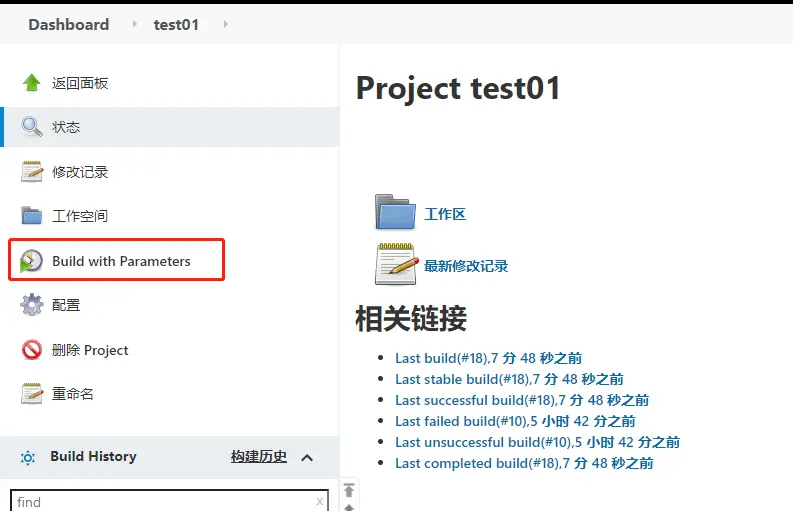 Dashboard test01
返回面板
状态
修改记录
工作空间
Build with Parameters
配置
删除 Project
重命名
Build History 构建历史
find x
Project test01
工作区
最新修改记录
相关链接
Last build(#18),7 分 48 秒之前
Last stable build(#18),7 分 48 秒之前
Last successful build(#18),7 分 48 秒之前
Last failed build(#10),5 小时 42 分之前
Last unsuccessful build(#10),5 小时 42 分之前
Last completed build(#18),7 分 48 秒之前